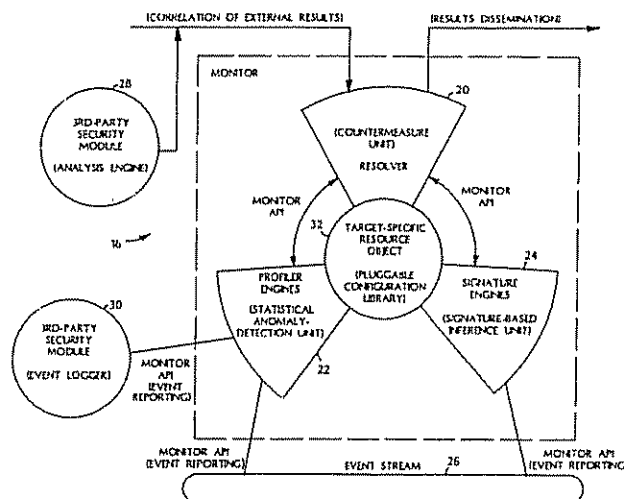 (CORRELATION OF EXTERNAL RESULTS)
(RESULTS DISSEMINATION)
MONITOR
28
20
3RD-PARTY
SECURITY
MODULE
(ANALYSIS ENGINE)
(COUNTERMEASURE
UNIT)
RESOLVER
MONITOR
API
MONITOR
API
16
32
TARGET-SPECIFIC
RESOURCE
OBJECT
(PLUGGABLE
CONFIGURATION
LIBRARY)
24
PROFILER
ENGINES
(STATISTICAL
ANOMALY-
DETECTION UNIT)
22
SIGNATURE
ENGINES
(SIGNATURE-BASED
INFERENCE UNIT)
30
3RD-PARTY
SECURITY
MODULE
(EVENT LOGGER)
MONITOR
API
(EVENT
REPORTING)
MONITOR API
(EVENT REPORTING)
MONITOR API
(EVENT REPORTING)
EVENT STREAM
26